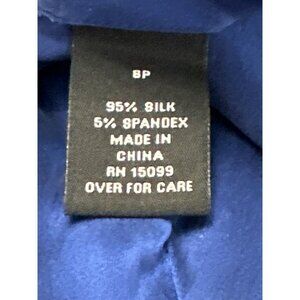 8P
95% SILK
5% SPANDEX
MADE IN
CHINA
RN 15099
OVER FOR CARE